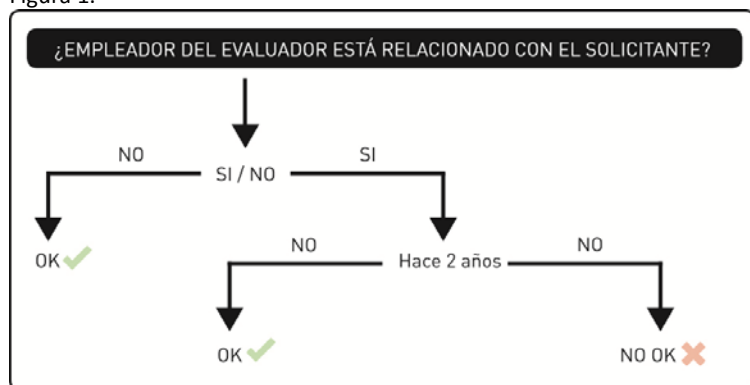 Figura 1.
¿EMPLEADOR DEL EVALUADOR ESTÁ RELACIONADO CON EL SOLICITANTE?
NO
SI / NO
SI
OK
NO
Hace 2 años
NO
OK
NO OK